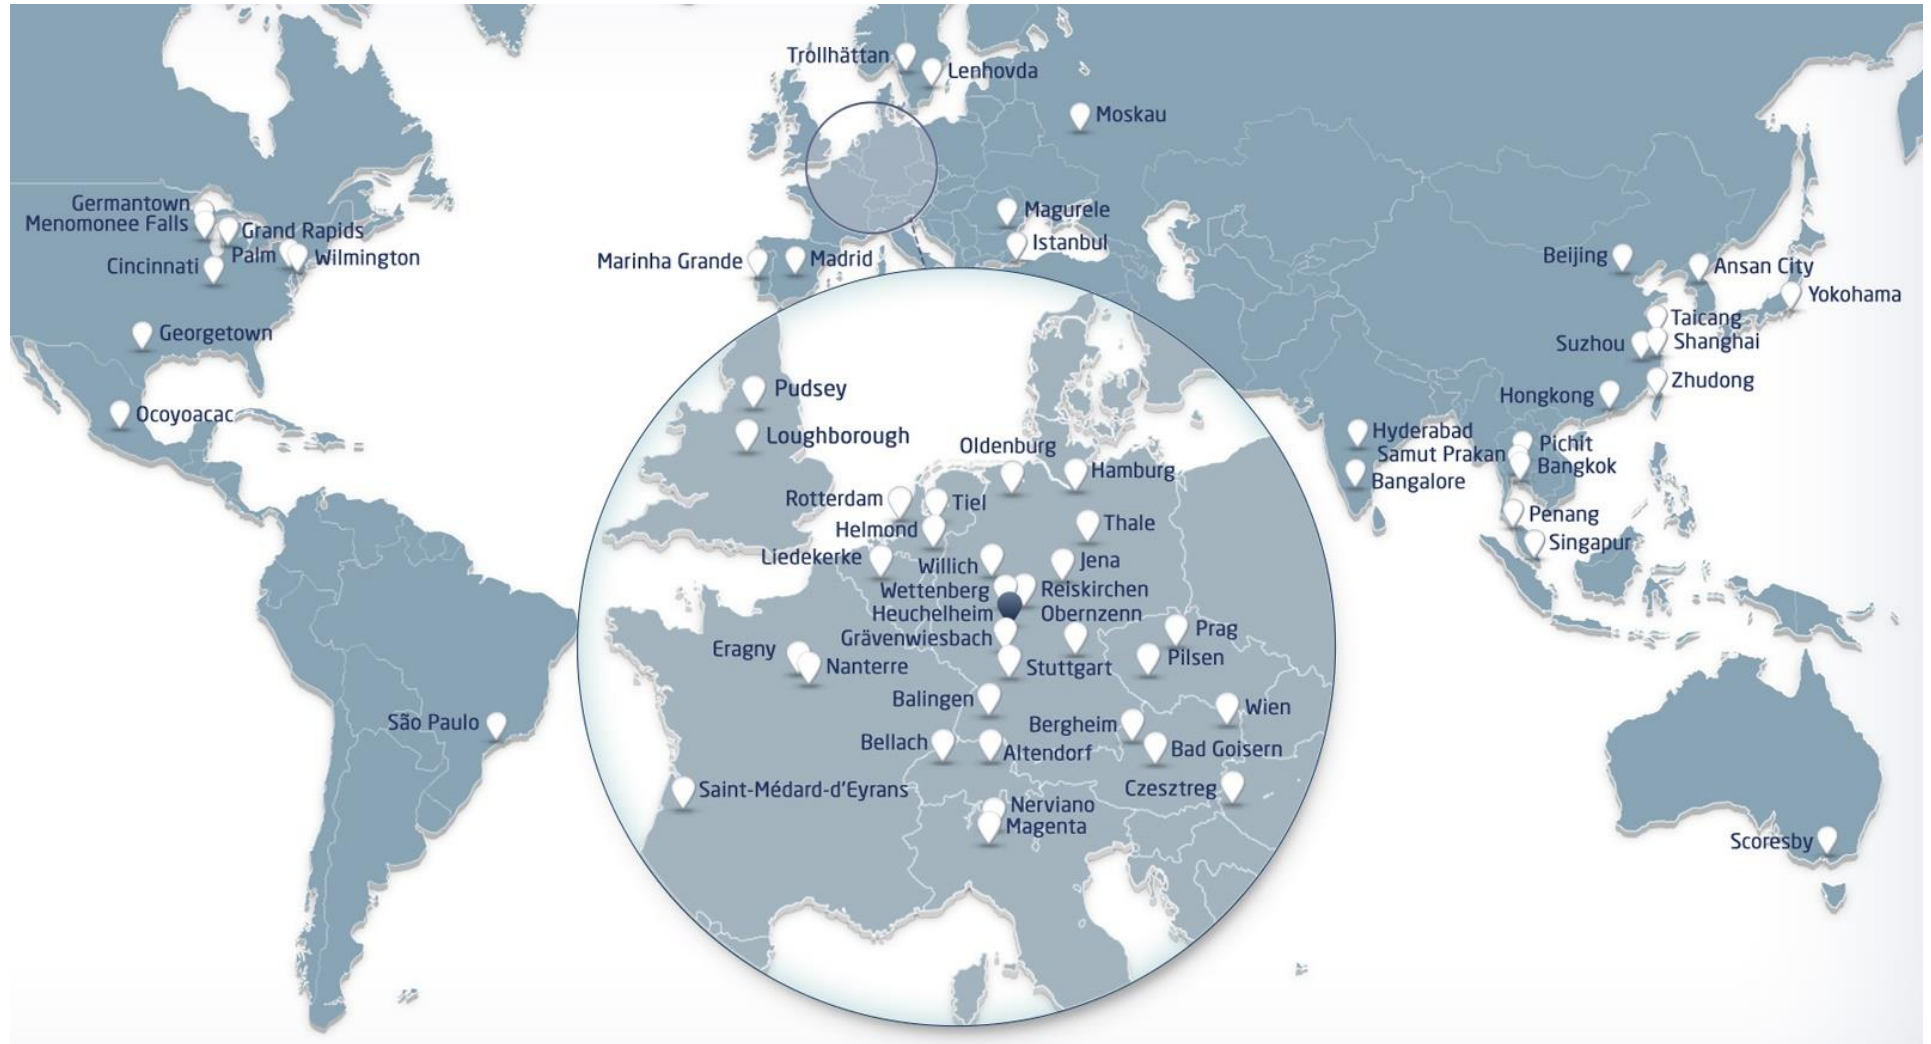 Trollhättan
Lenhovda
Moskau
Germantown
Menomonee Falls
Grand Rapids
Palm
Wilmington
Cincinnati
Georgetown
Ocoyoacac
São Paulo
Marinha Grande
Madrid
Magurele
Istanbul
Beijing
Ansan City
Yokohama
Taicang
Suzhou
Shanghai
Zhudong
Hongkong
Hyderabad
Samut Prakan
Pichit
Bangkok
Bangalore
Penang
Singapur
Scoresby
Pudsey
Loughborough
Oldenburg
Hamburg
Rotterdam
Tiel
Helmond
Thale
Liedekerke
Willich
Jena
Wettenberg
Reiskirchen
Heuchelheim
Obernzenn
Grävenwiesbach
Prag
Eragny
Nanterre
Stuttgart
Pilsen
Balingen
Wien
Bergheim
Bellach
Altendorf
Bad Goisern
Saint-Médard-d'Eyrans
Czesztreg
Nerviano
Magenta